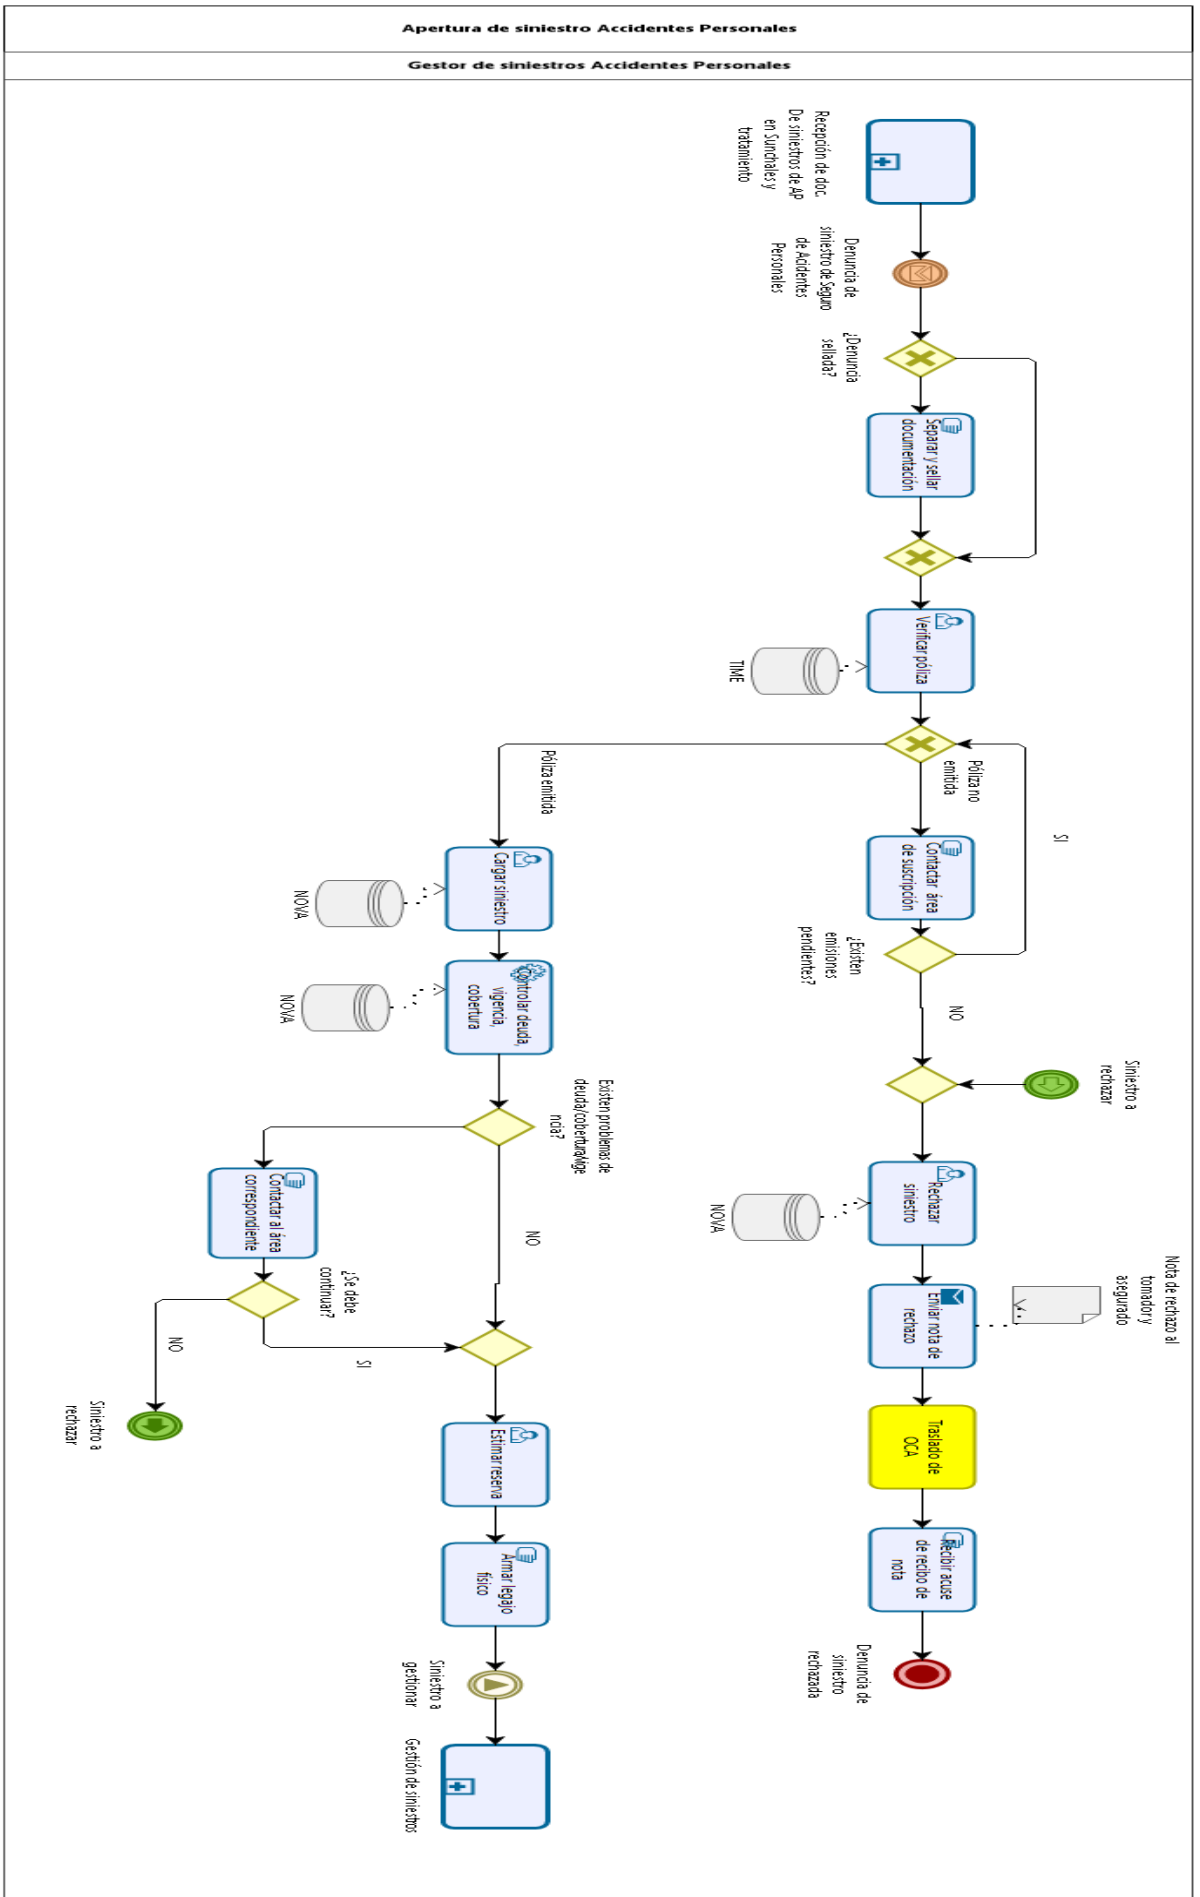 Apertura de siniestro Accidentes Personales
Gestor de siniestros Accidentes Personales
Recepción de doc.
De siniestros de AP
en Sunchales y
tratamiento
Denuncia de
siniestro de Seguro
de Acidentes
Personales
¿Denuncia
sellada?
Separar y sellar
documentación
Verificar póliza
TIME
Póliza no
emitida
Póliza emitida
SI
Contactar área
de suscripción
¿Existen
emisiones
pendientes?
NO
Siniestro a
rechazar
Rechazar
siniestro
NOVA
Nota de rechazo al
tomador y
asegurado
Enviar nota de
rechazo
Traslado de
OCA
Recibir acuse
de recibo de
nota
Denuncia de
siniestro
rechazada
Cargar siniestro
NOVA
Controlar deuda,
vigencia,
cobertura
NOVA
Existen problemas de
deuda/cobertura/vige
ncia?
NO
Contactar al área
correspondiente
¿Se debe
continuar?
SI
NO
Siniestro a
rechazar
Estimar reserva
Armar legajo
físico
Siniestro a
gestionar
Gestión de siniestros